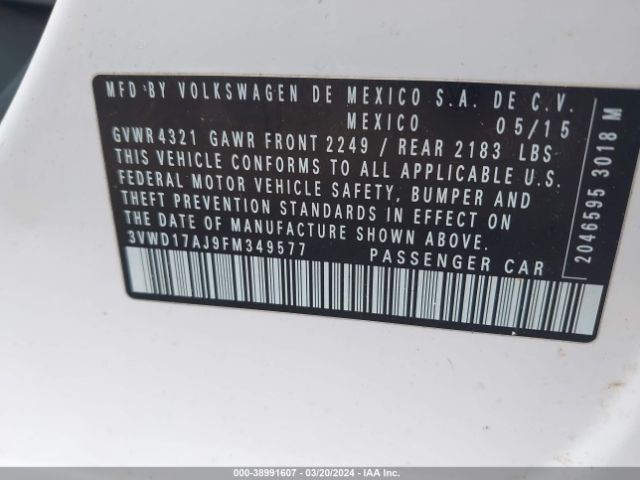 MFD BY VOLKSWAGEN DE MEXICO S.A. DE C.V.
MEXICO 05/15
GVWR 4321 GAWR FRONT 2249 / REAR 2183 LBS
THIS VEHICLE CONFORMS TO ALL APPLICABLE U.S.
FEDERAL MOTOR VEHICLE SAFETY, BUMPER AND
THEFT PREVENTION STANDARDS IN EFFECT ON
THE DATE OF MANUFACTURE SHOWN ABOVE.
3VWD17AJ9FM349577 PASSENGER CAR
2046595 3018 M
000-38991607 - 03/20/2024 - IAA Inc.